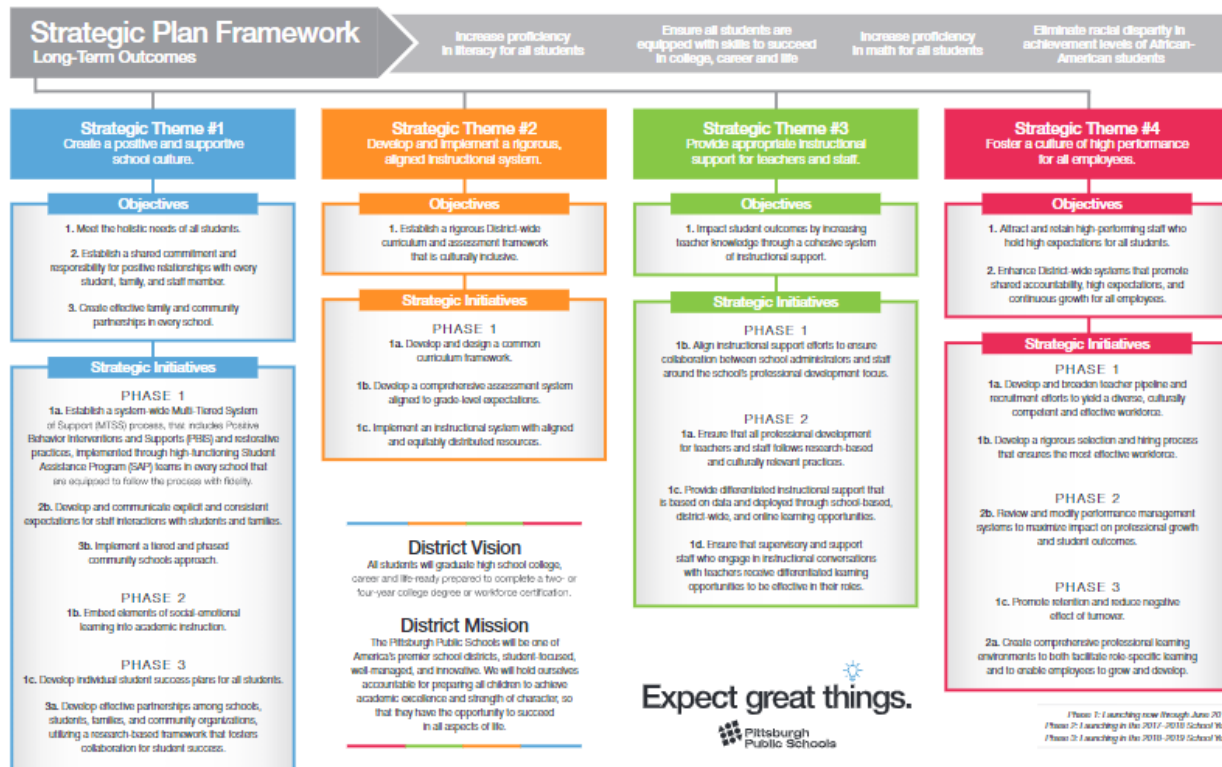 Strategic Plan Framework
Long-Term Outcomes
Increase proficiency
in literacy for all students
Ensure all students are
equipped with skills to succeed
in college, career and life
Increase proficiency
in math for all students
Eliminate racial disparity in
achievement levels of African-
American students
Strategic Theme #1
Create a positive and supportive
school culture.
Objectives
1. Meet the holistic needs of all students.
2. Establish a shared commitment and
responsibility for positive relationships with every
student, family, and staff member.
3. Create effective family and community
partnerships in every school.
Strategic Initiatives
PHASE 1
1a. Establish a system-wide Multi-Tiered System
of Support (MTSS) process, that includes Positive
Behavior Interventions and Supports (PBIS) and restorative
practices, implemented through high-functioning Student
Assistance Program (SAP) teams in every school that
are equipped to follow the process with fidelity.
2b. Develop and communicate explicit and consistent
expectations for staff interactions with students and families.
3b. Implement a tiered and phased
community schools approach.
PHASE 2
1b. Embed elements of social-emotional
learning into academic instruction.
PHASE 3
1c. Develop individual student success plans for all students.
3a. Develop effective partnerships among schools,
students, families, and community organizations,
utilizing a research-based framework that fosters
collaboration for student success.
Strategic Theme #2
Develop and implement a rigorous,
aligned instructional system.
Objectives
1. Establish a rigorous District-wide
curriculum and assessment framework
that is culturally inclusive.
Strategic Initiatives
PHASE 1
1a. Develop and design a common
curriculum framework.
1b. Develop a comprehensive assessment system
aligned to grade-level expectations.
1c. Implement an instructional system with aligned
and equitably distributed resources.
District Vision
All students will graduate high school college,
career and life-ready prepared to complete a two- or
four-year college degree or workforce certification.
District Mission
The Pittsburgh Public Schools will be one of
America's premier school districts, student-focused,
well-managed, and innovative. We will hold ourselves
accountable for preparing all children to achieve
academic excellence and strength of character, so
that they have the opportunity to succeed
in all aspects of life.
Strategic Theme #3
Provide appropriate instructional
support for teachers and staff.
Objectives
1. Impact student outcomes by increasing
teacher knowledge through a cohesive system
of instructional support.
Strategic Initiatives
PHASE 1
1b. Align instructional support efforts to ensure
collaboration between school administrators and staff
around the school's professional development focus.
PHASE 2
1a. Ensure that all professional development
for teachers and staff follows research-based
and culturally relevant practices.
1c. Provide differentiated instructional support that
is based on data and deployed through school-based,
district-wide, and online learning opportunities.
1d. Ensure that supervisory and support
staff who engage in instructional conversations
with teachers receive differentiated learning
opportunities to be effective in their roles.
Expect great things.
Pittsburgh
Public Schools
Strategic Theme #4
Foster a culture of high performance
for all employees.
Objectives
1. Attract and retain high-performing staff who
hold high expectations for all students.
2. Enhance District-wide systems that promote
shared accountability, high expectations, and
continuous growth for all employees.
Strategic Initiatives
PHASE 1
1a. Develop and broaden teacher pipeline and
recruitment efforts to yield a diverse, culturally
competent and effective workforce.
1b. Develop a rigorous selection and hiring process
that ensures the most effective workforce.
PHASE 2
2b. Review and modify performance management
systems to maximize impact on professional growth
and student outcomes.
PHASE 3
1c. Promote retention and reduce negative
effect of turnover.
2a. Create comprehensive professional learning
environments to both facilitate role-specific learning
and to enable employees to grow and develop.
Phase 1: Launching now through June 20
Phase 2: Launching in the 2017-2018 School
Phase 3: Launching in the 2018-2019 School